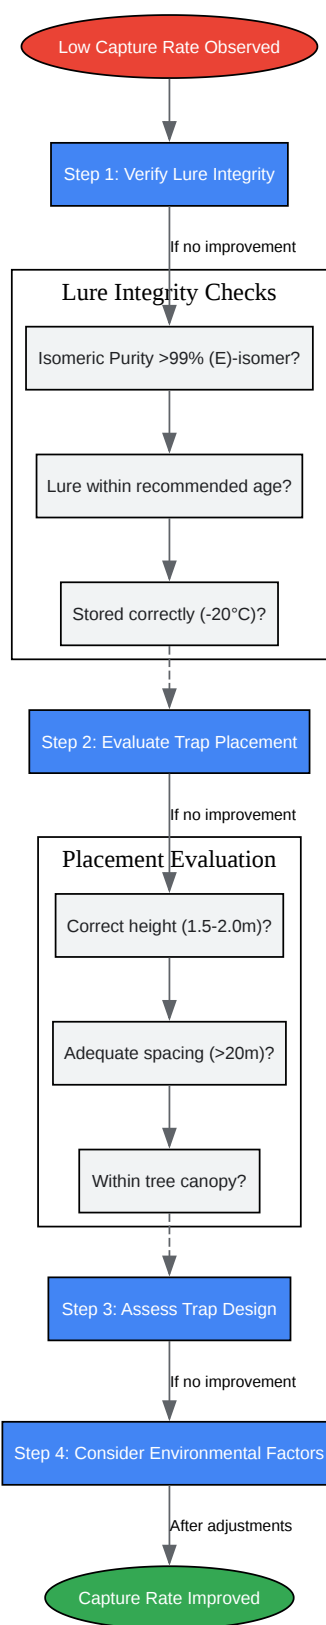 Low Capture Rate Observed
Step 1: Verify Lure Integrity
If no improvement
Lure Integrity Checks
Isomeric Purity >99% (E)-isomer?
Lure within recommended age?
Stored correctly (-20°C)?
Step 2: Evaluate Trap Placement
If no improvement
Placement Evaluation
Correct height (1.5-2.0m)?
Adequate spacing (>20m)?
Within tree canopy?
Step 3: Assess Trap Design
If no improvement
Step 4: Consider Environmental Factors
After adjustments
Capture Rate Improved